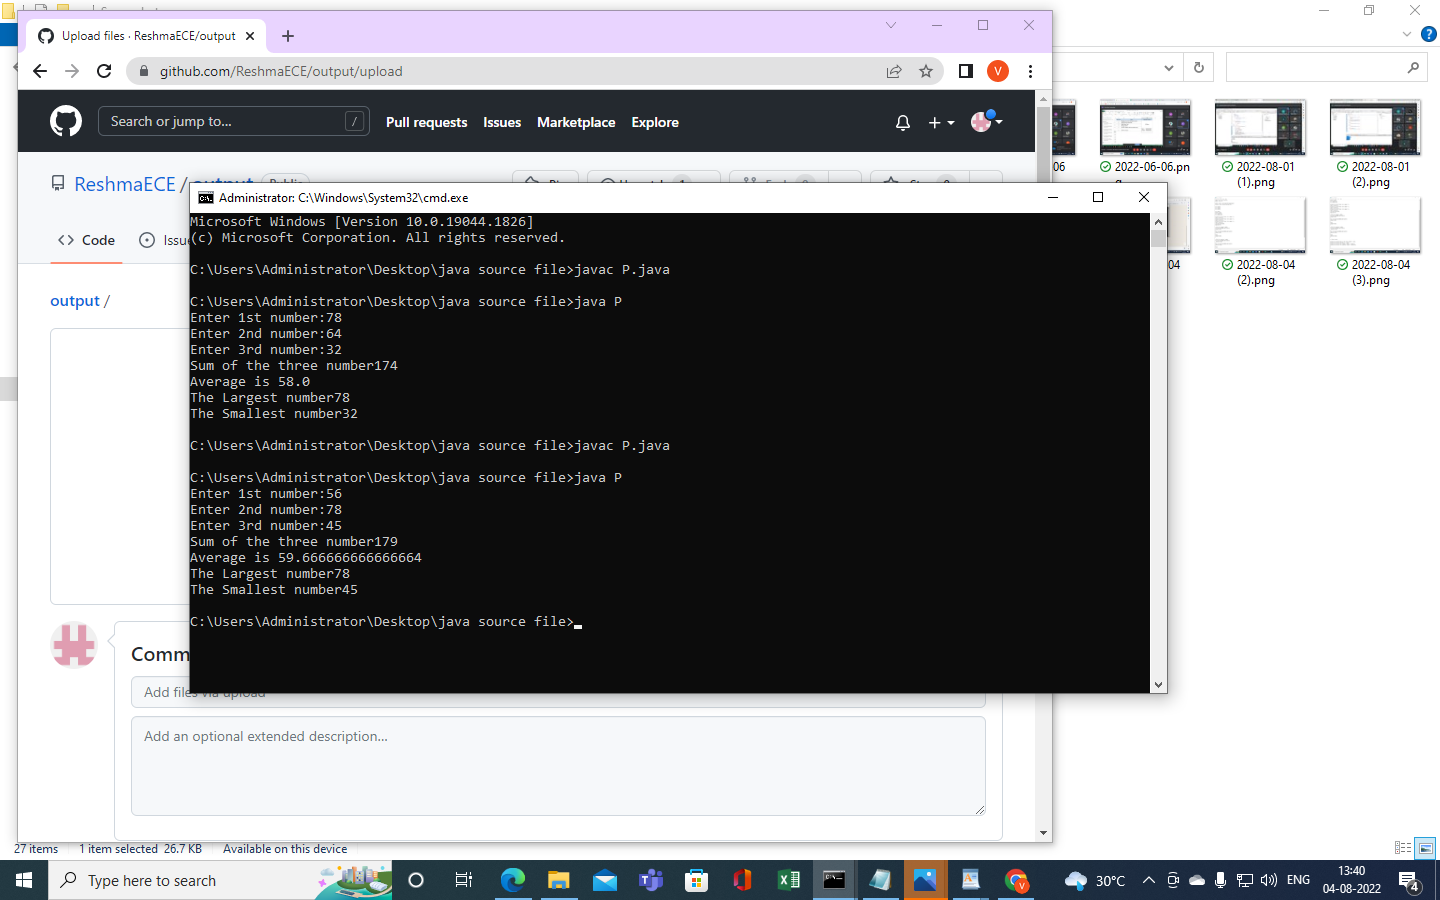 Upload files · ReshmaECE/output
github.com/ReshmaECE/output/upload
Search or jump to...
/
Pull requests
Issues
Marketplace
Explore
ReshmaECE /
Code
output /
Add files via upload
Add an optional extended description...
Administrator: C:\Windows\System32\cmd.exe
Microsoft Windows [Version 10.0.19044.1826]
(c) Microsoft Corporation. All rights reserved.
C:\Users\Administrator\Desktop\java source file>javac P.java
C:\Users\Administrator\Desktop\java source file>java P
Enter 1st number:78
Enter 2nd number:64
Enter 3rd number:32
Sum of the three number174
Average is 58.0
The Largest number78
The Smallest number32
C:\Users\Administrator\Desktop\java source file>javac P.java
C:\Users\Administrator\Desktop\java source file>java P
Enter 1st number:56
Enter 2nd number:78
Enter 3rd number:45
Sum of the three number179
Average is 59.666666666666664
The Largest number78
The Smallest number45
C:\Users\Administrator\Desktop\java source file>
06
2022-06-06.pn
2022-08-01
(1).png
2022-08-01
(2).png
04
2022-08-04
(2).png
2022-08-04
(3).png
27 items
1 item selected 26.7 KB
Available on this device
Type here to search
30°C
ENG
13:40
04-08-2022
4